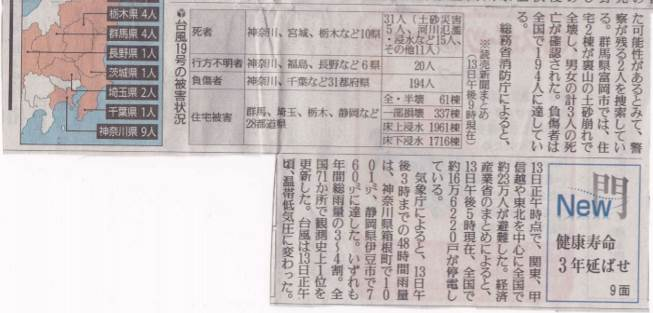 栃木県 4人
群馬県 4人
長野県 1人
茨城県 1人
埼玉県 2人
千葉県 1人
神奈川県 9人
台風19号の被害状況
死者 神奈川、宮城、栃木など10県 31人(土砂災害
5人、河川氾濫
・浸水など15人、
その他11人)
行方不明者 神奈川、福島、長野など6県 20人
負傷者 神奈川、千葉など31都府県 194人
住宅被害 群馬、埼玉、栃木、静岡など
28都道県
全・半壊 61棟
一部損壊 337棟
床上浸水 1961棟
床下浸水 1716棟
※読売新聞まとめ
(13日午後9時現在)
た可能性があるとみて、警
察が残る2人を捜索してい
る。群馬県富岡市では、住
宅2棟が裏山の土砂崩れで
全壊し、男女の計3人の死
亡が確認された。負傷者は
全国で194人に達してい
総務省消防庁によると、
13日正午時点で、関東、甲
信越や東北を中心に全国で
約23万人が避難した。経済
産業省のまとめによると、
13日午後5時現在、全国で
約16万6220戸が停電し
ている。
気象庁によると、13日午
後3時までの48時間雨量
は、神奈川県箱根町で10
01㍉、静岡県伊豆市で7
60㍉に達した。いずれも
年間総雨量の3~4割。全
国71か所で観測史上1位を
更新した。台風は13日正午
頃、温帯低気圧に変わった。
New
門
健康寿命
3年延ばせ
9面